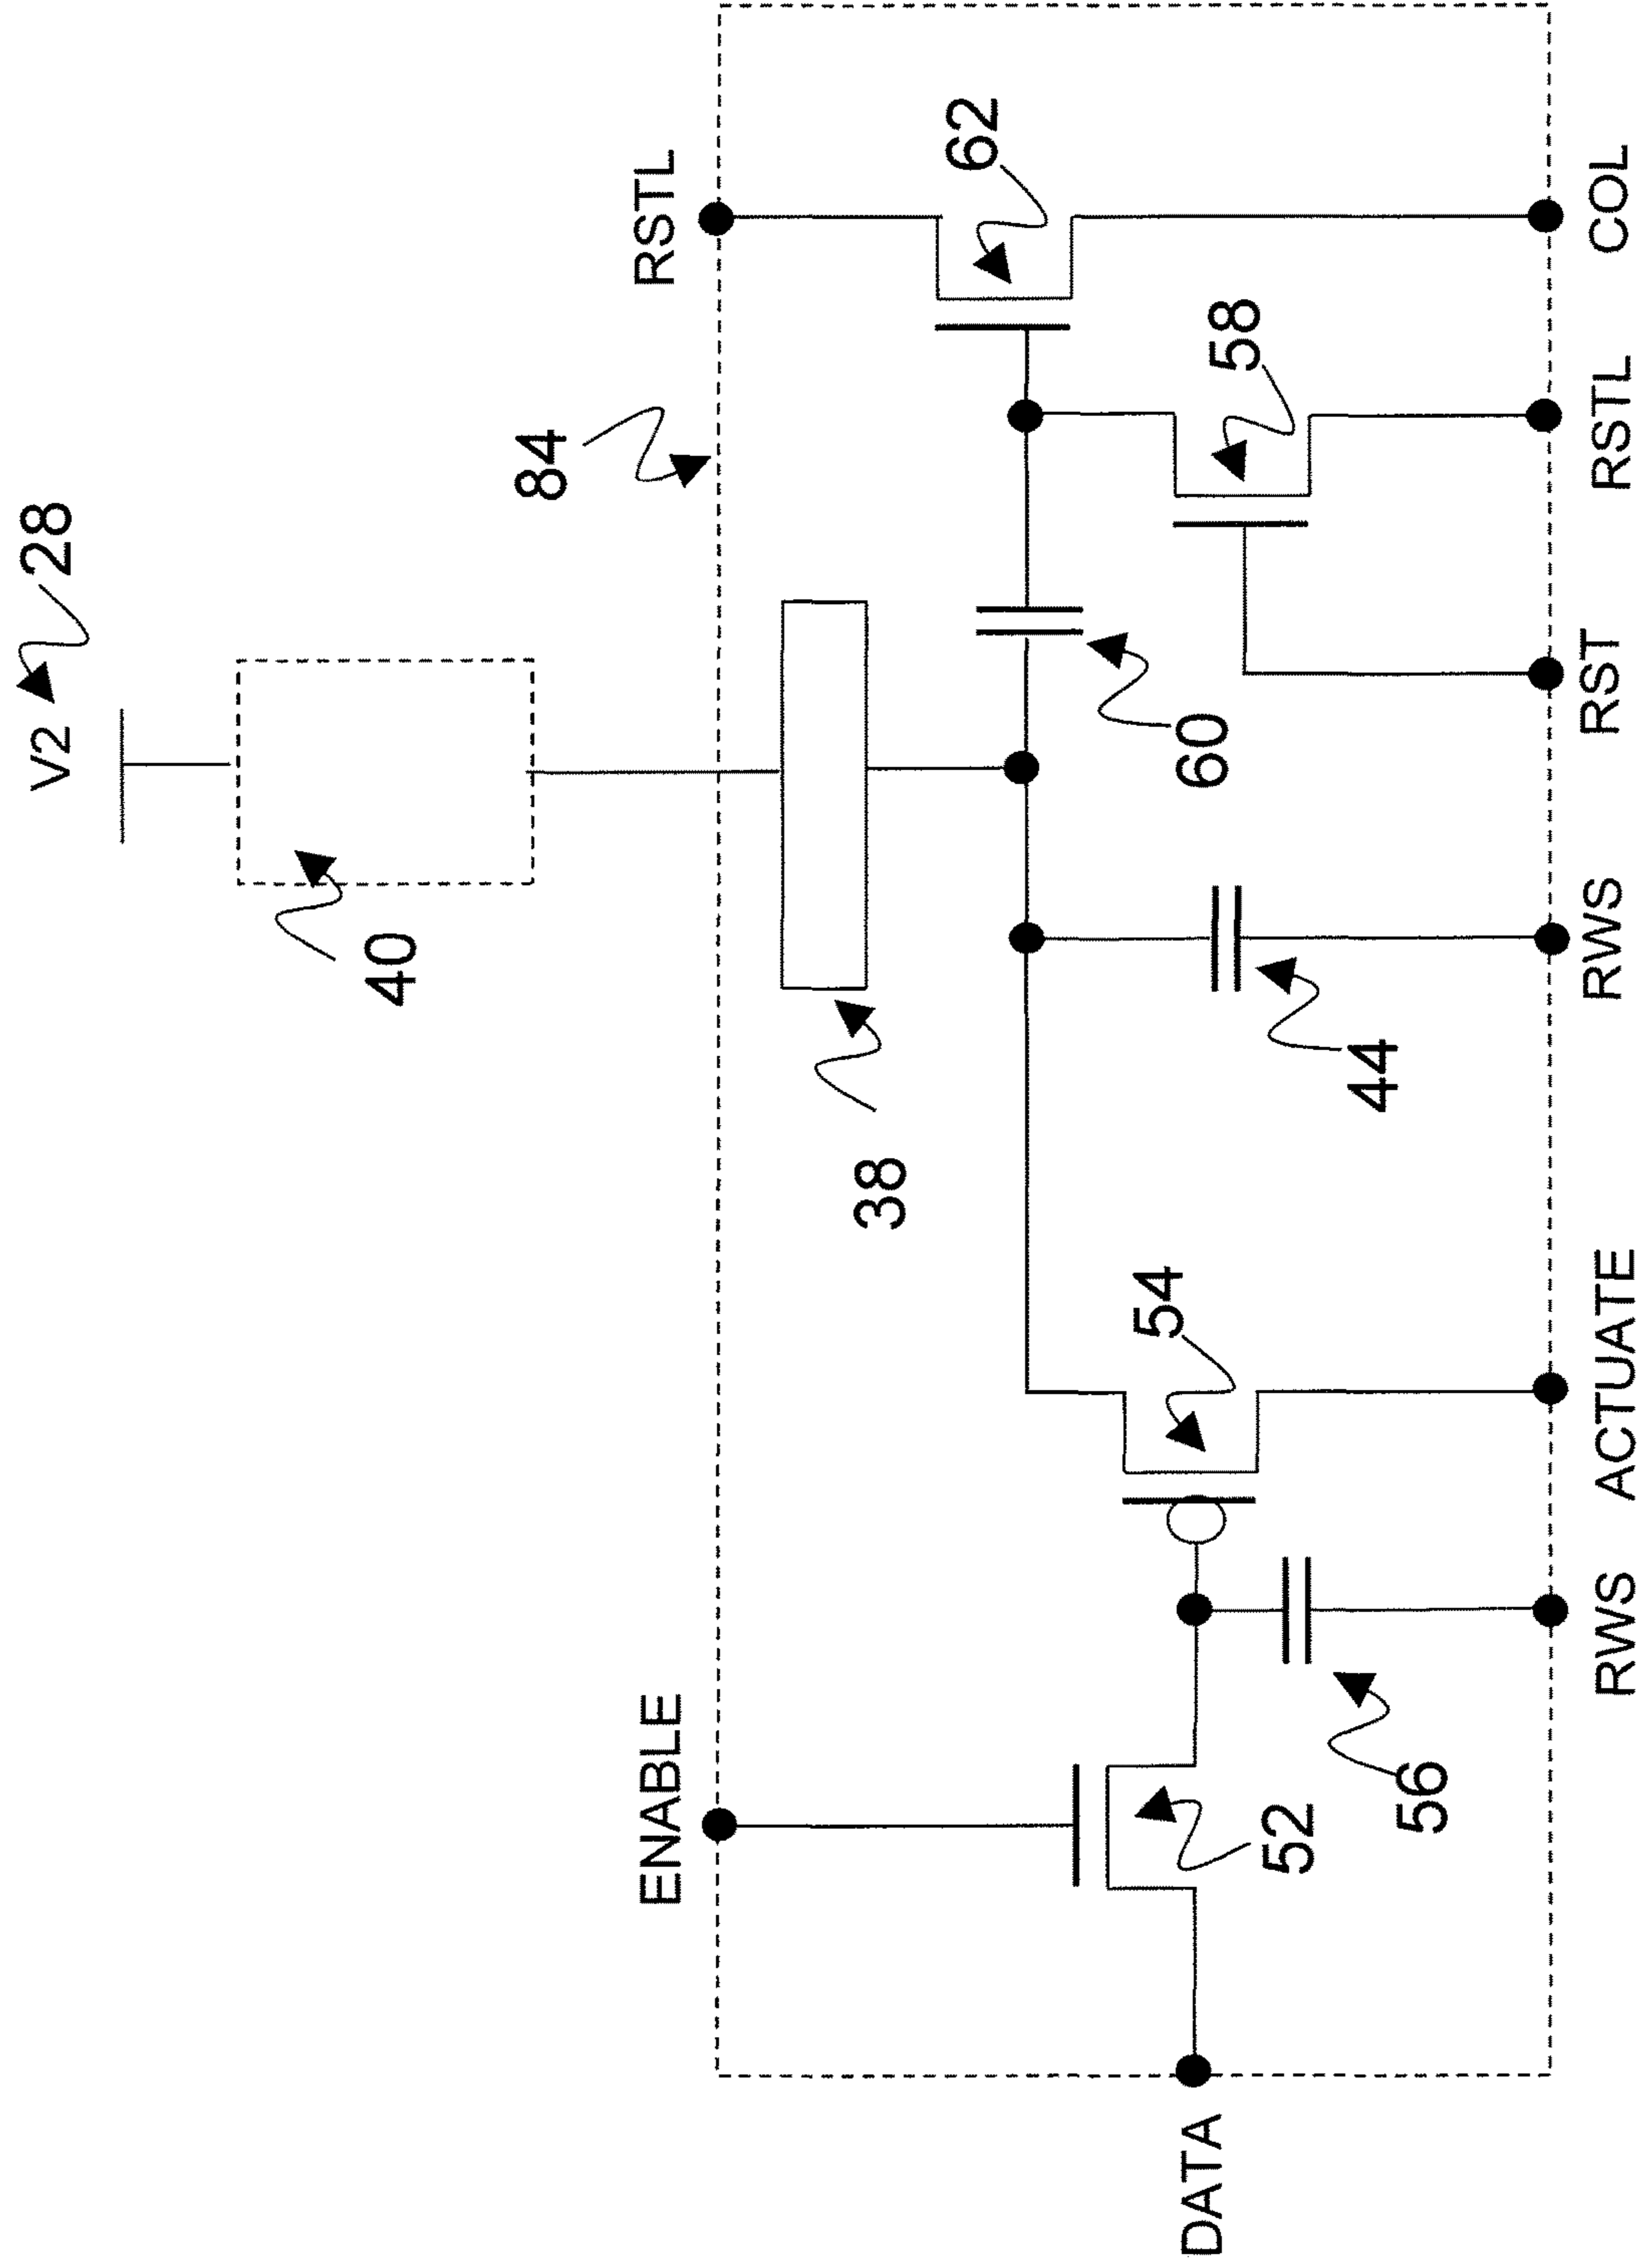 V2
28
40
84
RSTL
ENABLE
38
62
60
58
54
44
52
56
DATA
RWS
ACTUATE
RWS
RST
RSTL
COL